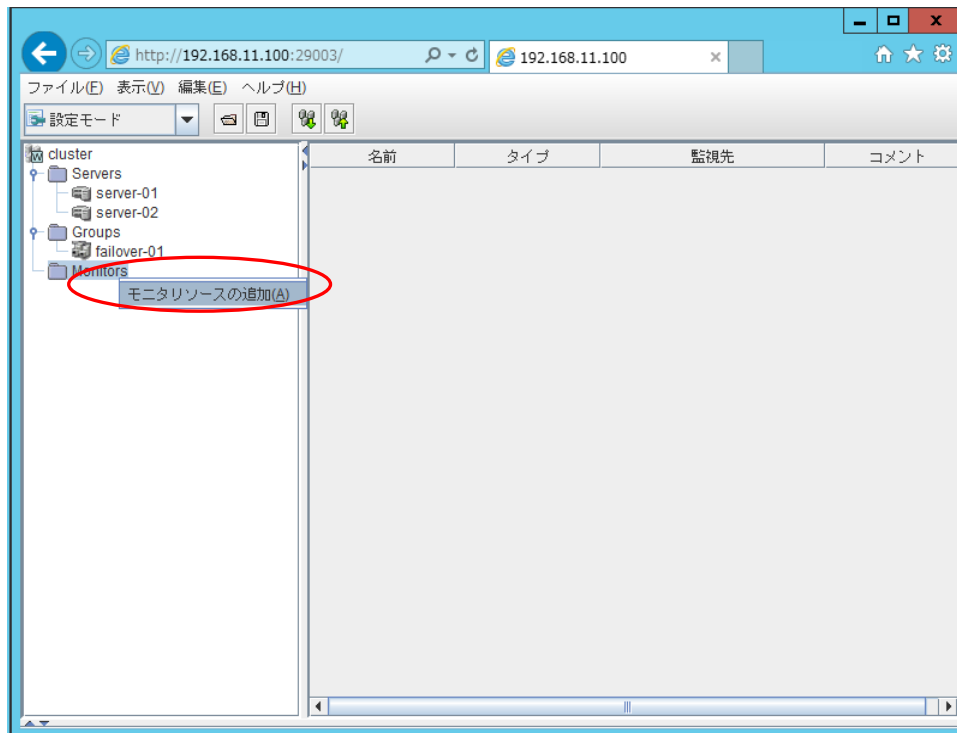 http://192.168.11.100:29003/
192.168.11.100
ファイル(F) 表示(V) 編集(E) ヘルプ(H)
設定モード
cluster
Servers
server-01
server-02
Groups
failover-01
Monitors
モニタリソースの追加(A)
名前 タイプ 監視先 コメント